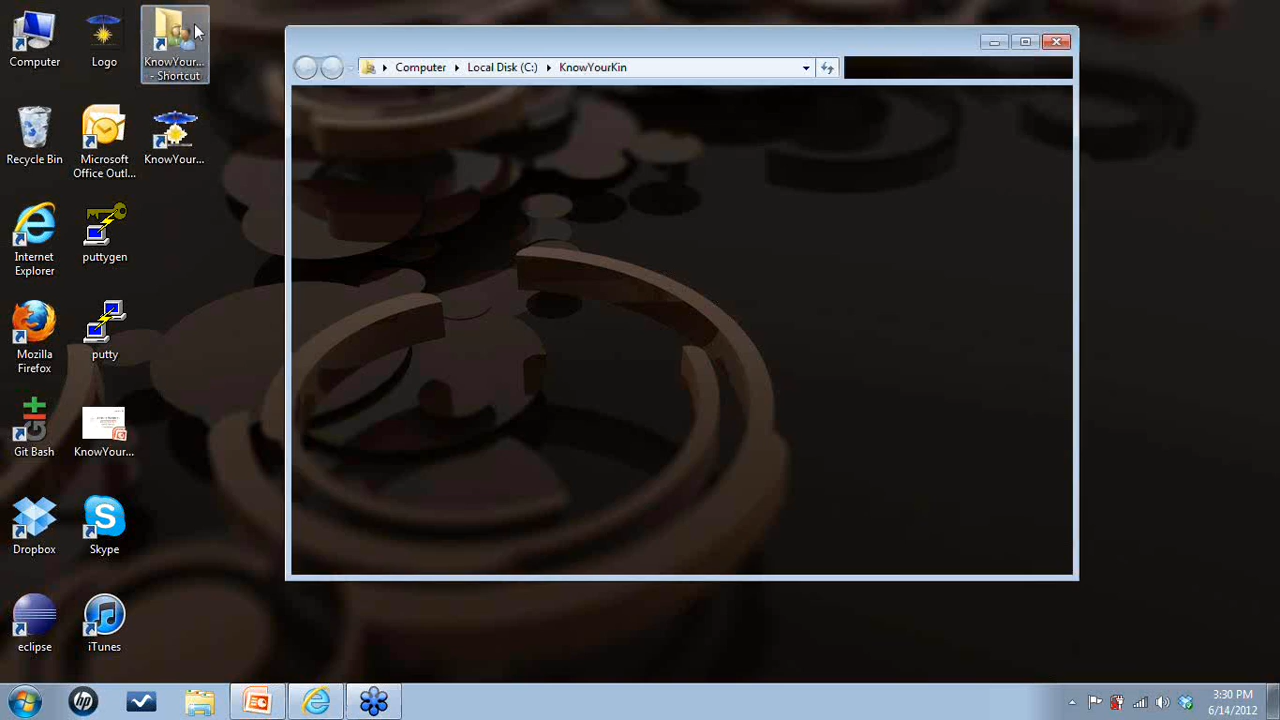 Computer
Logo
KnowYour...
- Shortcut
Computer
Local Disk (C:)
KnowYourKin
Recycle Bin
Microsoft
Office Outl...
KnowYour...
Internet
Explorer
puttygen
Mozilla
Firefox
putty
Git Bash
KnowYour...
Dropbox
Skype
eclipse
iTunes
3:30 PM
6/14/2012